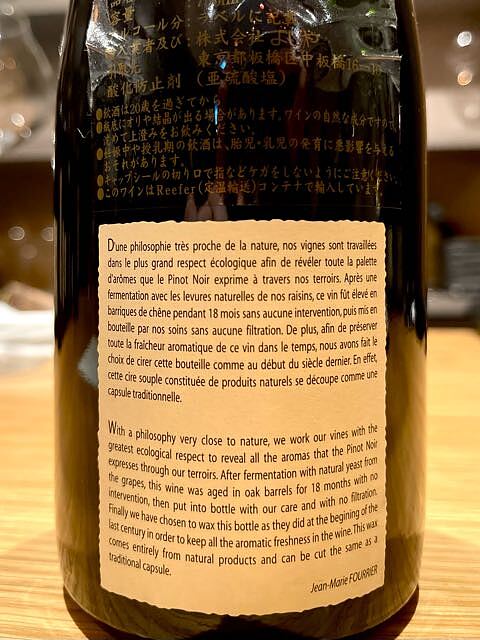 容量
アルコール分：ラベルに記載
輸入業者及び：株式会社
東京都板橋区中板橋16-
酸化防止剤（亜硫酸塩）
●飲酒は20歳を過ぎてから
●瓶底にオリや結晶が出る場合があります。ワインの自然な成分ですので、
沈めて上澄みをお飲みください。
●妊娠中や授乳期の飲酒は、胎児・乳児の発育に悪影響を与える
おそれがあります。
●キャップシールの切り口で指などケガをしないようにご注意ください。
●このワインはReefer(定温輸送)コンテナで輸入しています。
D'une philosophie très proche de la nature, nos vignes sont travaillées
dans le plus grand respect écologique afin de révéler toute la palette
d'arômes que le Pinot Noir exprime à travers nos terroirs. Après une
fermentation avec les levures naturelles de nos raisins, ce vin fût élevé en
barriques de chêne pendant 18 mois sans aucune intervention, puis mis en
bouteille par nos soins sans aucune filtration. De plus, afin de préserver
toute la fraîcheur aromatique de ce vin dans le temps, nous avons fait le
choix de cirer cette bouteille comme au début du siècle dernier. En effet,
cette cire souple constituée de produits naturels se découpe comme une
capsule traditionnelle.
With a philosophy very close to nature, we work our vines with the
greatest ecological respect to reveal all the aromas that the Pinot Noir
expresses through our terroirs. After fermentation with natural yeast from
the grapes, this wine was aged in oak barrels for 18 months with no
intervention, then put into bottle with our care and with no filtration.
Finally we have chosen to wax this bottle as they did at the begining of the
last century in order to keep all the aromatic freshness in the wine. This wax
comes entirely from natural products and can be cut the same as a
traditional capsule.
Jean-Marie FOURRIER